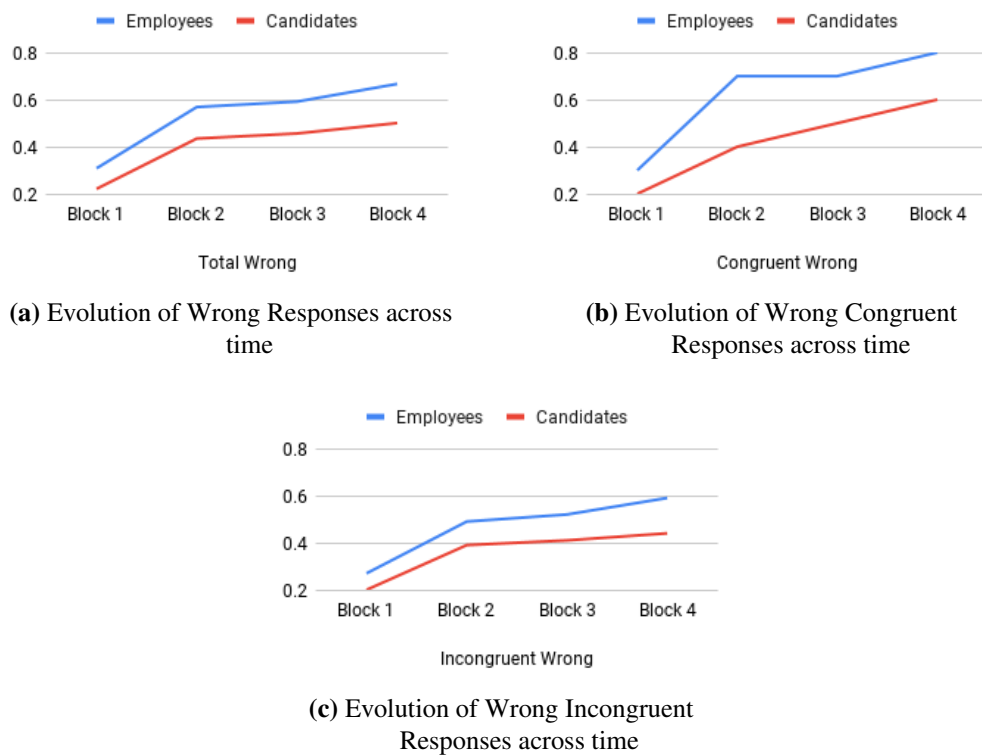 Employees Candidates
0.8
0.6
0.4
0.2
Block 1 Block 2 Block 3 Block 4
Total Wrong
(a) Evolution of Wrong Responses across
time
Employees Candidates
0.8
0.6
0.4
0.2
Block 1 Block 2 Block 3 Block 4
Congruent Wrong
(b) Evolution of Wrong Congruent
Responses across time
Employees Candidates
0.8
0.6
0.4
0.2
Block 1 Block 2 Block 3 Block 4
Incongruent Wrong
(c) Evolution of Wrong Incongruent
Responses across time